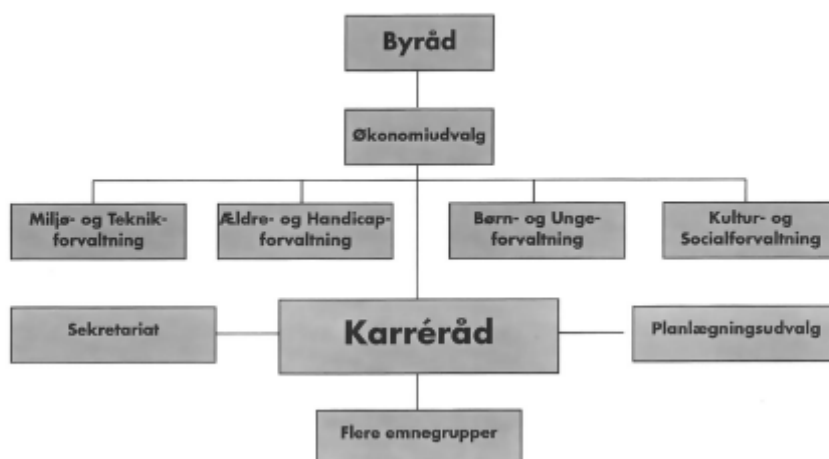 Byråd
Økonomiudvalg
Miljø- og Teknik-
forvaltning
Ældre- og Handicap-
forvaltning
Børn- og Unge-
forvaltning
Kultur- og
Socialforvaltning
Sekretariat
Karréråd
Planlægningsudvalg
Flere emnegrupper